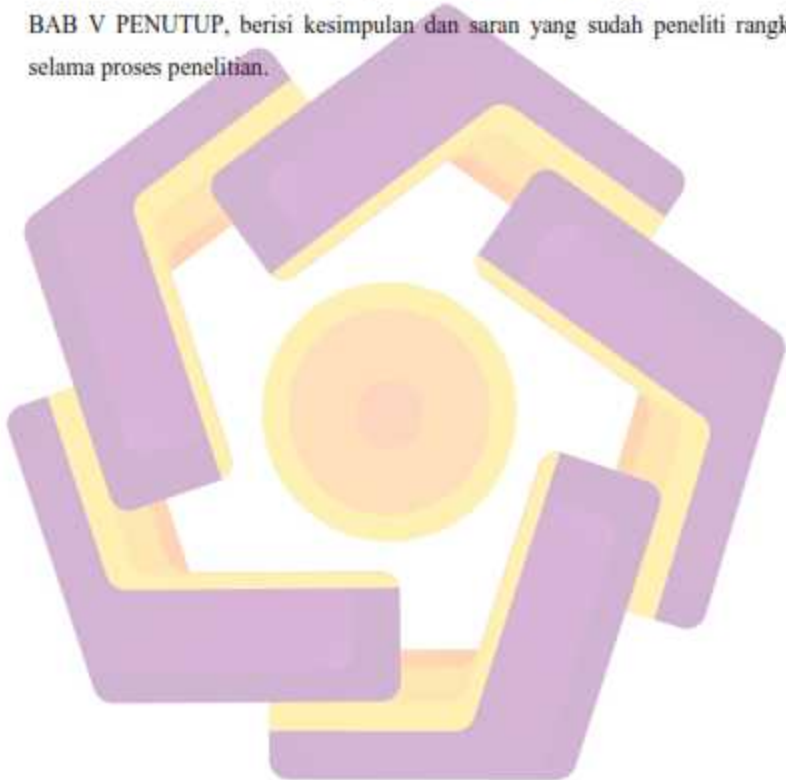 BAB V PENUTUP, berisi kesimpulan dan saran yang sudah peneliti rangk
selama proses penelitian.